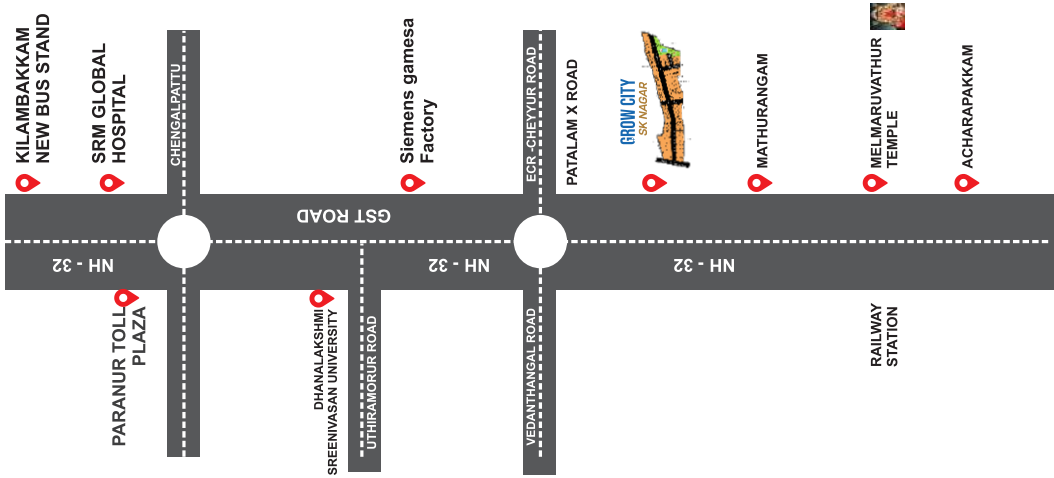 KILAMBAKKAM
NEW BUS STAND
SRM GLOBAL
HOSPITAL
CHENGALPATTU
Siemens gamesa
Factory
ECR -CHEYYUR ROAD
PATALAM X ROAD
GROW CITY
SK NAGAR
MATHURANGAM
MELMARUVATHUR
TEMPLE
ACHARAPAKKAM
GST ROAD
NH - 32
NH - 32
NH - 32
PARANUR TOLL
PLAZA
DHANALAKSHMI
SREENIVASAN UNIVERSITY
UTHIRAMORUR ROAD
VEDANTHANGAL ROAD
RAILWAY
STATION